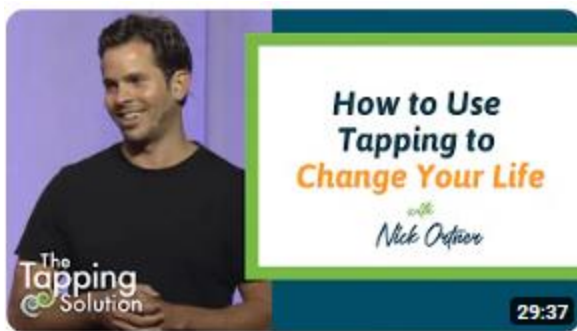 How to Use
Tapping to
Change Your Life
with
Nick Ortner
The
Tapping
Solution
29:37